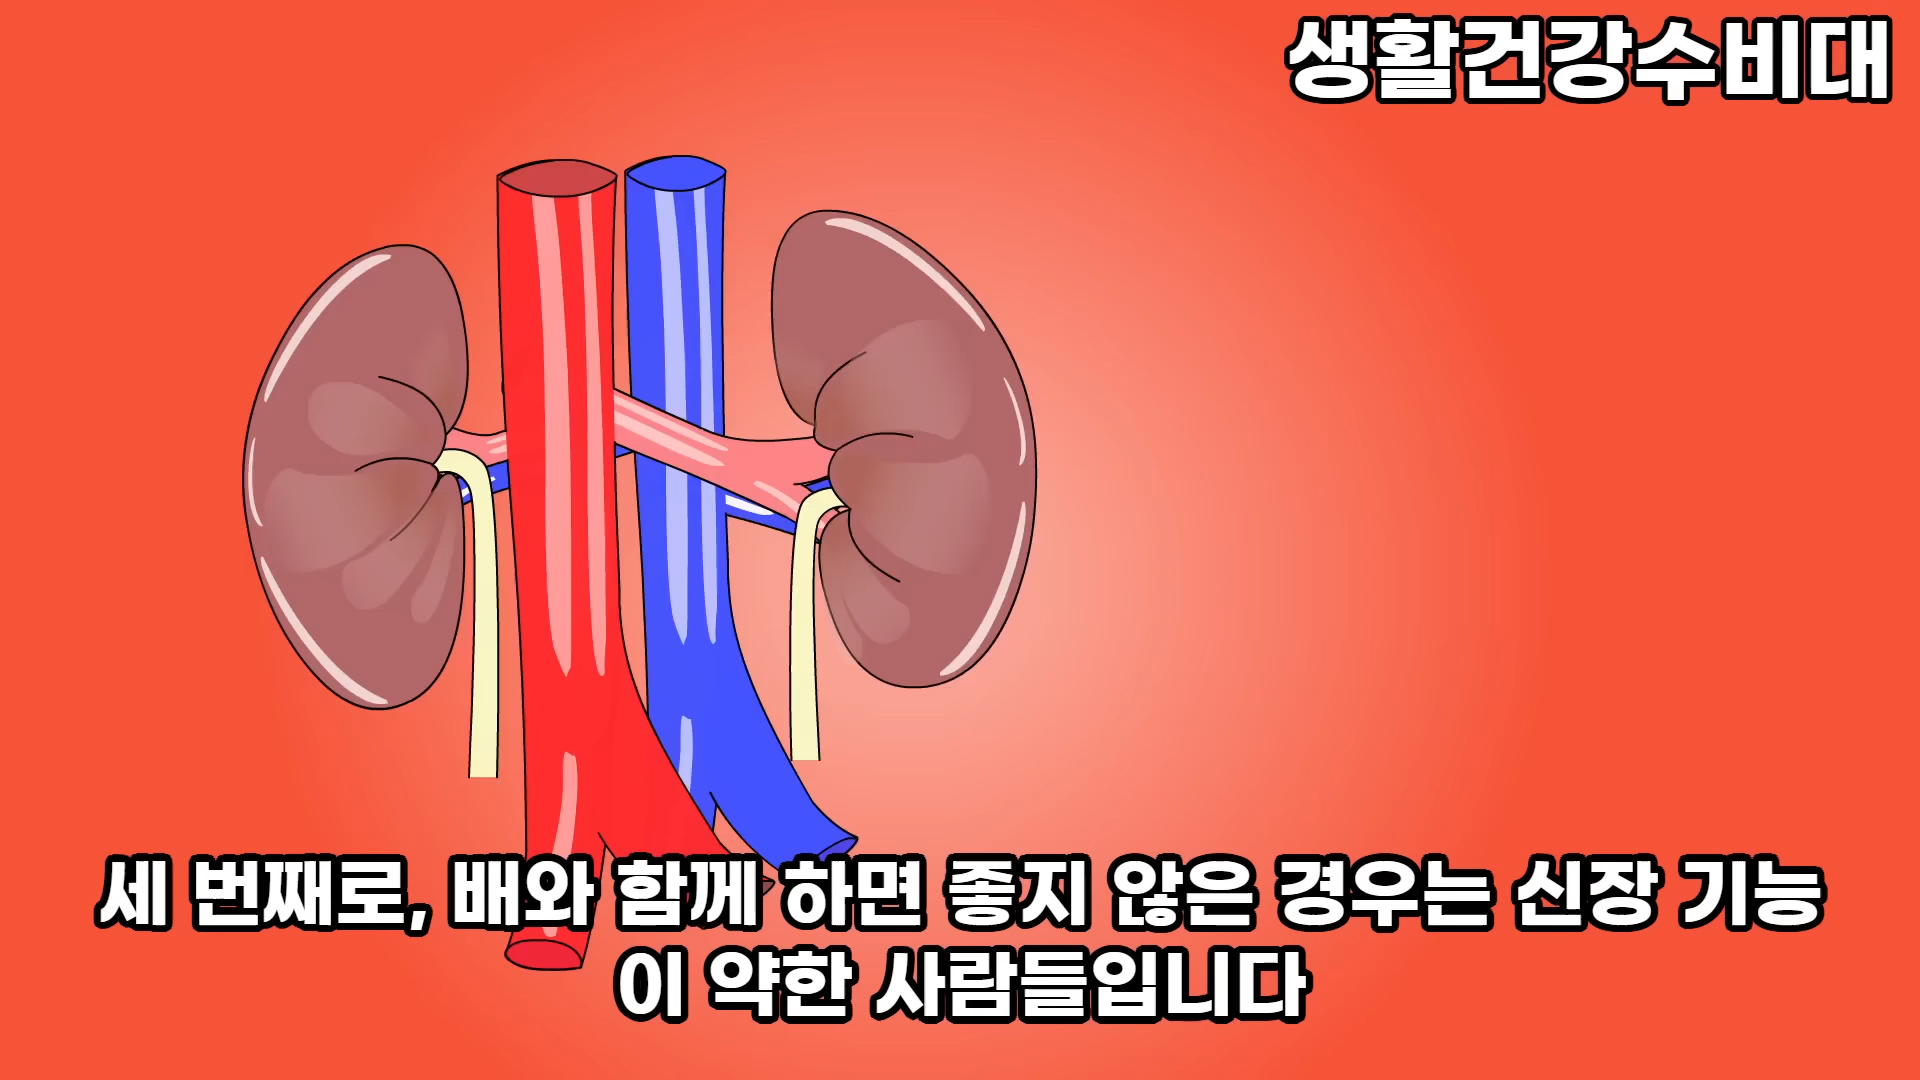 생활건강수비대
세 번째로, 배와 함께 하면 좋지 않은 경우는 신장 기능
이 약한 사람들입니다